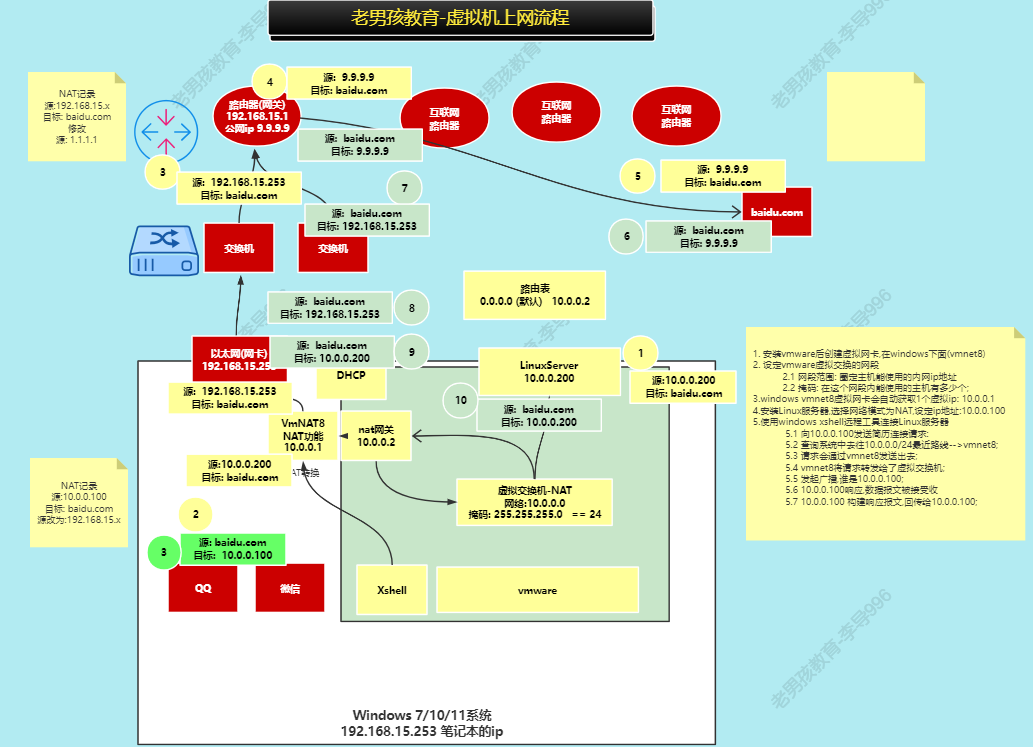 老男孩教育-虚拟机上网流程
老男孩教育-李导996
NAT记录
源:192.168.15.x
目标: baidu.com
修改
源: 1.1.1.1
4
源: 9.9.9.9
目标: baidu.com
路由器(网关)
192.168.15.1
公网ip 9.9.9.9
互联网
路由器
互联网
路由器
互联网
路由器
源: baidu.com
目标: 9.9.9.9
3
源: 192.168.15.253
目标: baidu.com
7
源: baidu.com
目标: 192.168.15.253
5
源: 9.9.9.9
目标: baidu.com
baidu.com
6
源: baidu.com
目标: 9.9.9.9
交换机
交换机
源: baidu.com
目标: 192.168.15.253
8
路由表
0.0.0.0 (默认) 10.0.0.2
以太网(网卡)
192.168.15.253
源: baidu.com
目标: 10.0.0.200
9
DHCP
LinuxServer
10.0.0.200
1
源:10.0.0.200
目标: baidu.com
源: 192.168.15.253
目标: baidu.com
10
源: baidu.com
目标: 10.0.0.200
VmNAT8
NAT功能
10.0.0.1
nat网关
10.0.0.2
源:10.0.0.200
目标: baidu.com
虚拟交换机-NAT
网络:10.0.0.0
掩码: 255.255.255.0 == 24
NAT记录
源:10.0.0.100
目标: baidu.com
源改为:192.168.15.x
2
3
源: baidu.com
目标: 10.0.0.100
QQ
微信
Xshell
vmware
Windows 7/10/11系统
192.168.15.253 笔记本的ip
1. 安装vmware后创建虚拟网卡,在windows下面(vmnet8)
2. 设定vmware虚拟交换的网段
2.1 网段范围: 圈定主机能使用的内网ip地址
2.2 掩码: 在这个网段内能使用的主机有多少个;
3.windows vmnet8虚拟网卡会自动获取1个虚拟ip: 10.0.0.1
4.安装Linux服务器,选择网络模式为NAT,设定ip地址:10.0.0.100
5.使用windows xshell远程工具连接Linux服务器
5.1 向10.0.0.100发送简历连接请求:
5.2 查询系统中去往10.0.0.0/24最近路线-->vmnet8;
5.3 请求会通过vmnet8发送出去;
5.4 vmnet8将请求转发给了虚拟交换机;
5.5 发起广播,谁是10.0.0.100;
5.6 10.0.0.100响应,数据报文被接受收
5.7 10.0.0.100 构建响应报文,回传给10.0.0.100;
老男孩教育-李导996